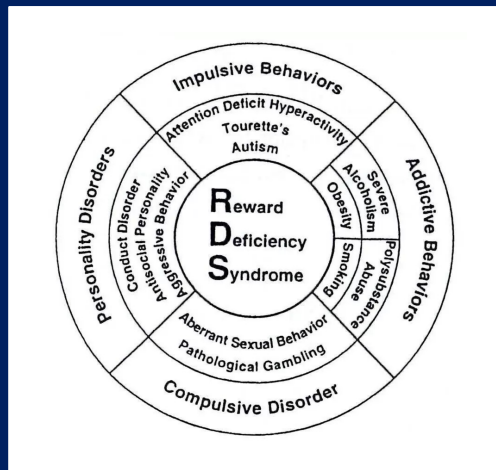 Impulsive Behaviors
Attention Deficit Hyperactivity
Tourette's
Autism
Addictive Behaviors
Severe
Alcoholism
Obesity
Polysubstance
Abuse
Smoking
Compulsive Disorder
Aberrant Sexual Behavior
Pathological Gambling
Personality Disorders
Conduct Disorder
Antisocial Personality
Aggressive Behavior
Reward
Deficiency
Syndrome